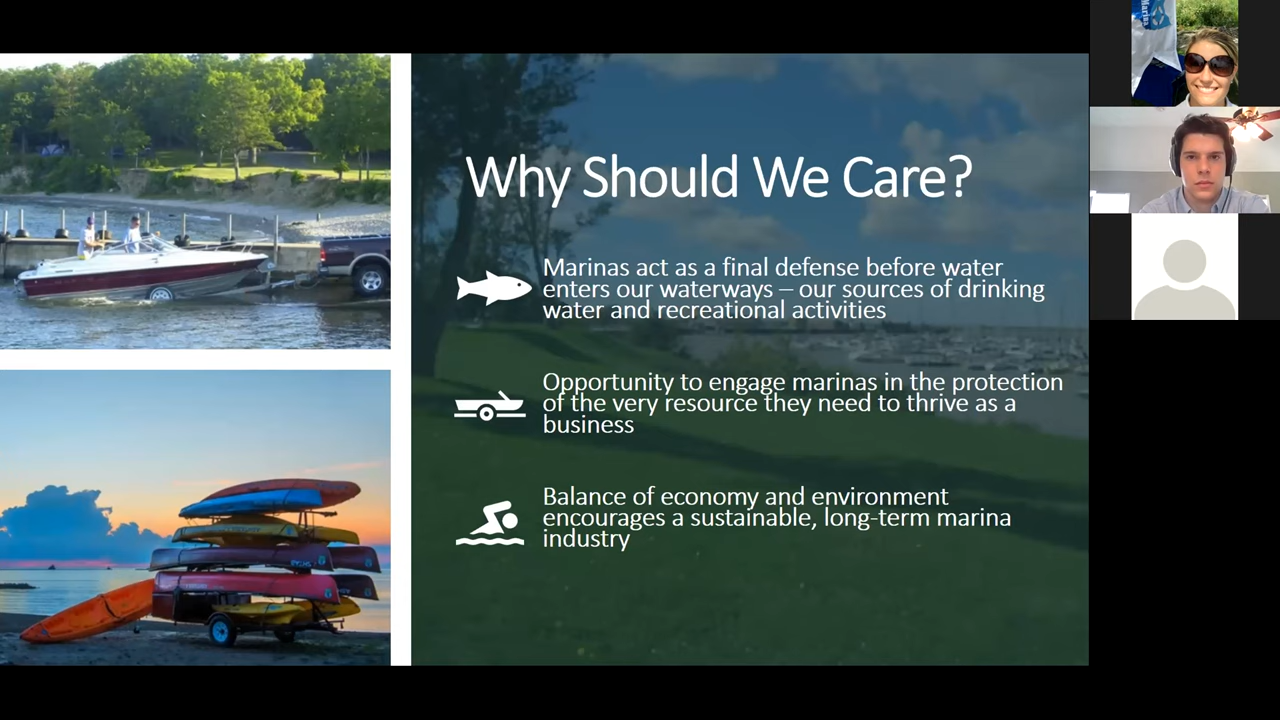 Why Should We Care?
Marinas act as a final defense before water
enters our waterways – our sources of drinking
water and recreational activities
Opportunity to engage marinas in the protection
of the very resource they need to thrive as a
business
Balance of economy and environment
encourages a sustainable, long-term marina
industry